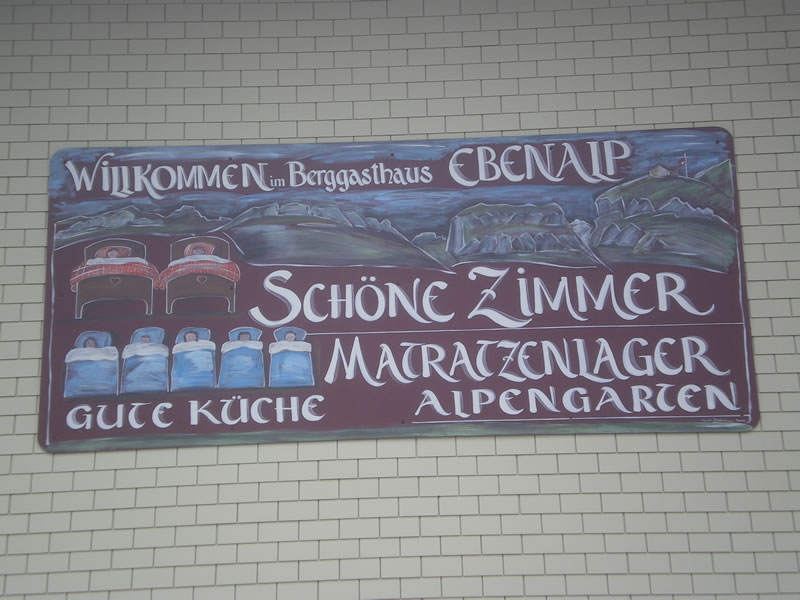 Willkommen im Berggasthaus Ebenalp
Schöne Zimmer
Matratzenlager
Gute Küche Alpengarten